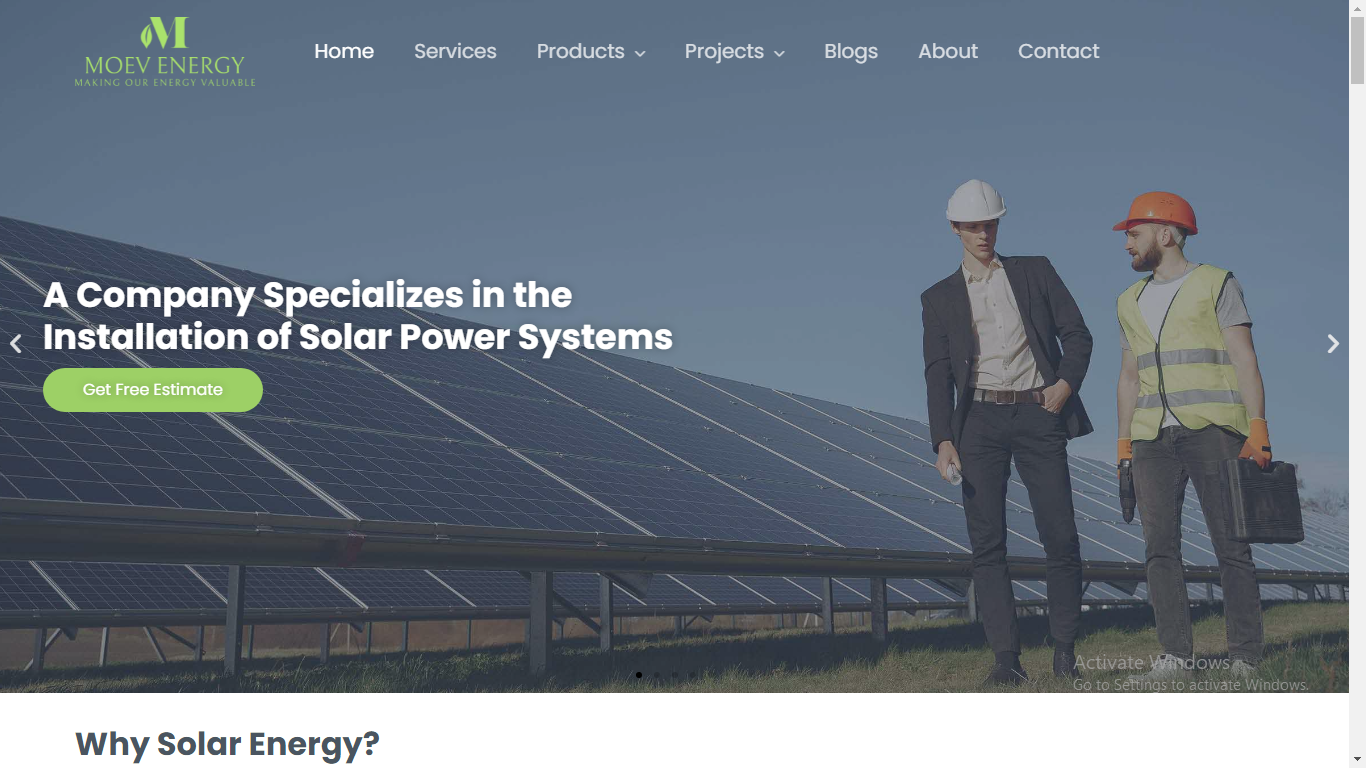 M
MOEV ENERGY
MAKING OUR ENERGY VALUABLE
Home Services Products Projects Blogs About Contact
A Company Specializes in the
Installation of Solar Power Systems
Get Free Estimate
Activate Windows
Go to Settings to activate Windows.
Why Solar Energy?